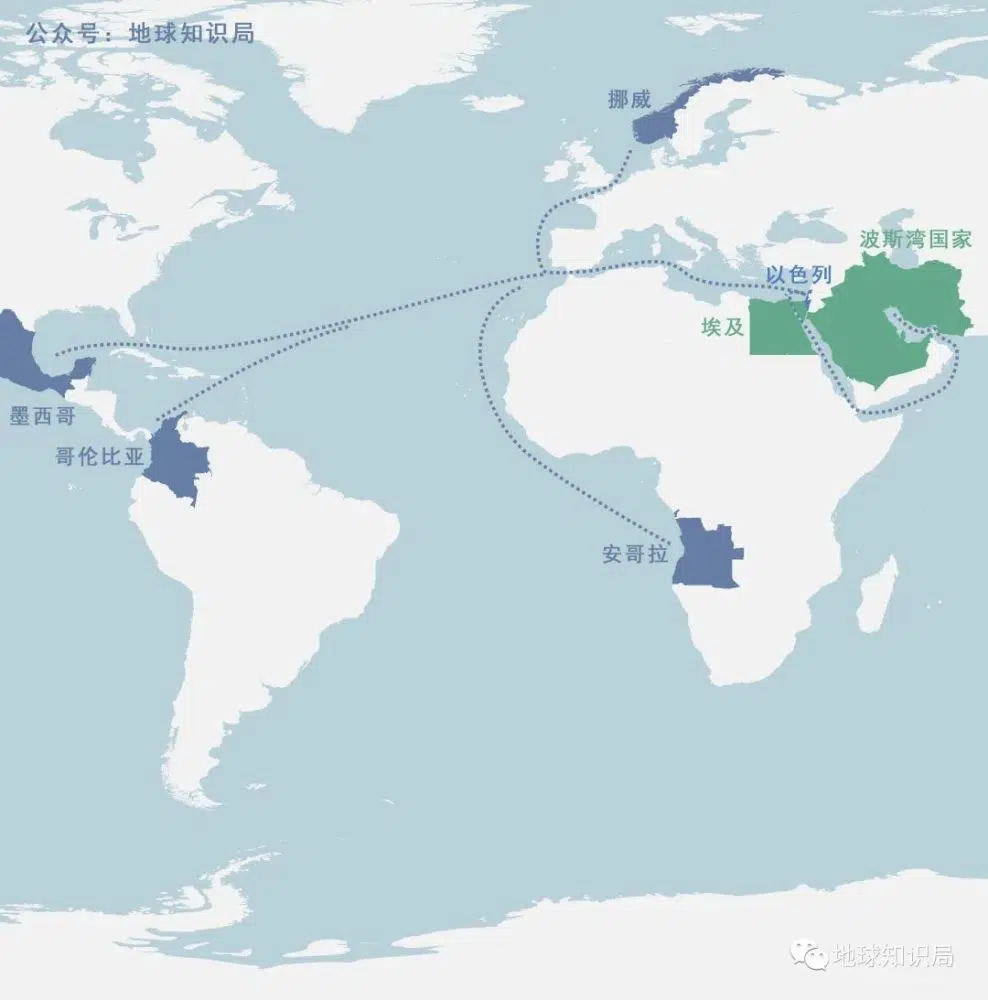 公众号：地球知识局
挪威
波斯湾国家
以色列
埃及
墨西哥
哥伦比亚
安哥拉
地球知识局